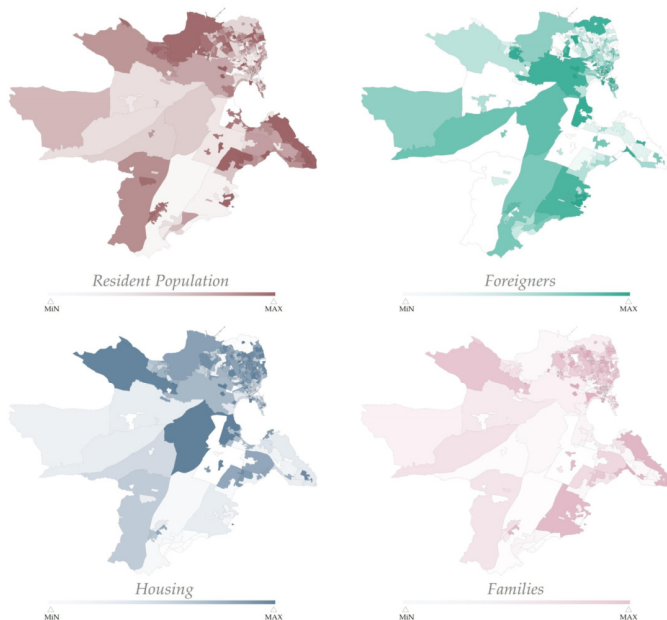 Resident Population
MIN
MAX
Foreigners
MIN
MAX
Housing
MIN
MAX
Families
MIN
MAX